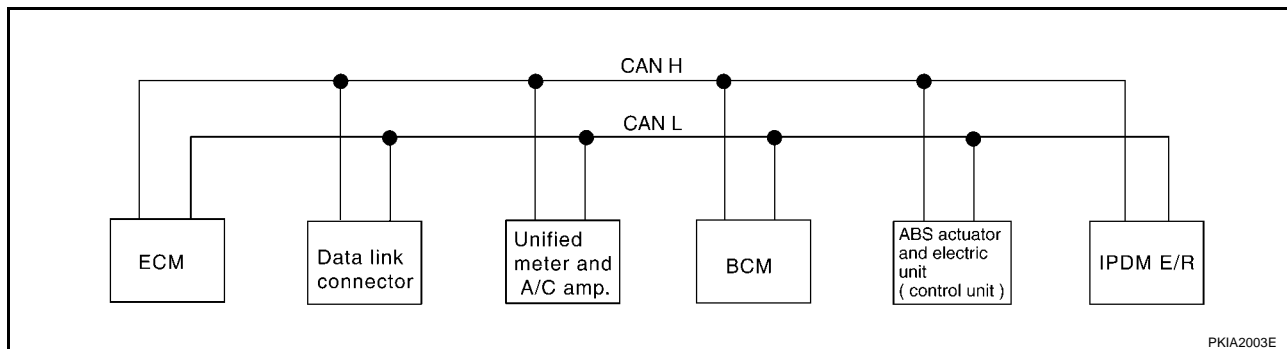 CAN H
CAN L
ECM
Data link
connector
Unified
meter and
A/C amp.
BCM
ABS actuator
and electric
unit
( control unit )
IPDM E/R
PKIA2003E